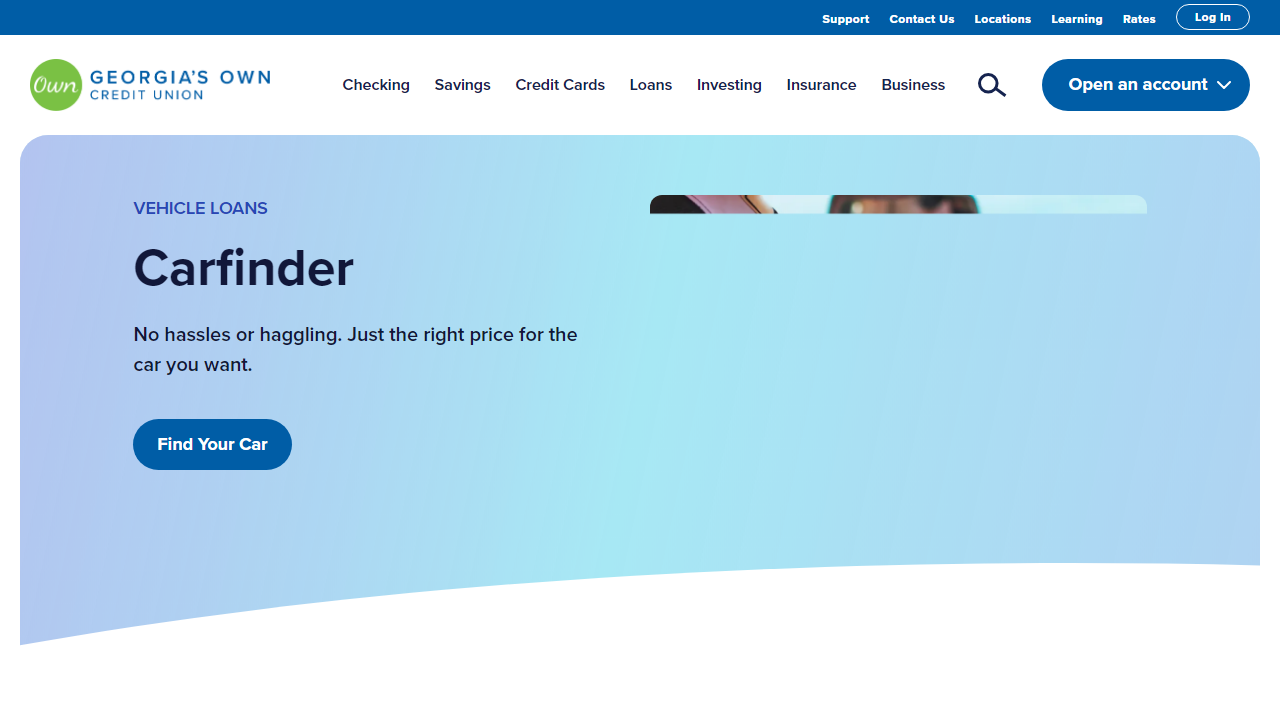 Support Contact Us Locations Learning Rates Log In
Own GEORGIA'S OWN
CREDIT UNION
Checking Savings Credit Cards Loans Investing Insurance Business Open an account
VEHICLE LOANS
Carfinder
No hassles or haggling. Just the right price for the
car you want.
Find Your Car